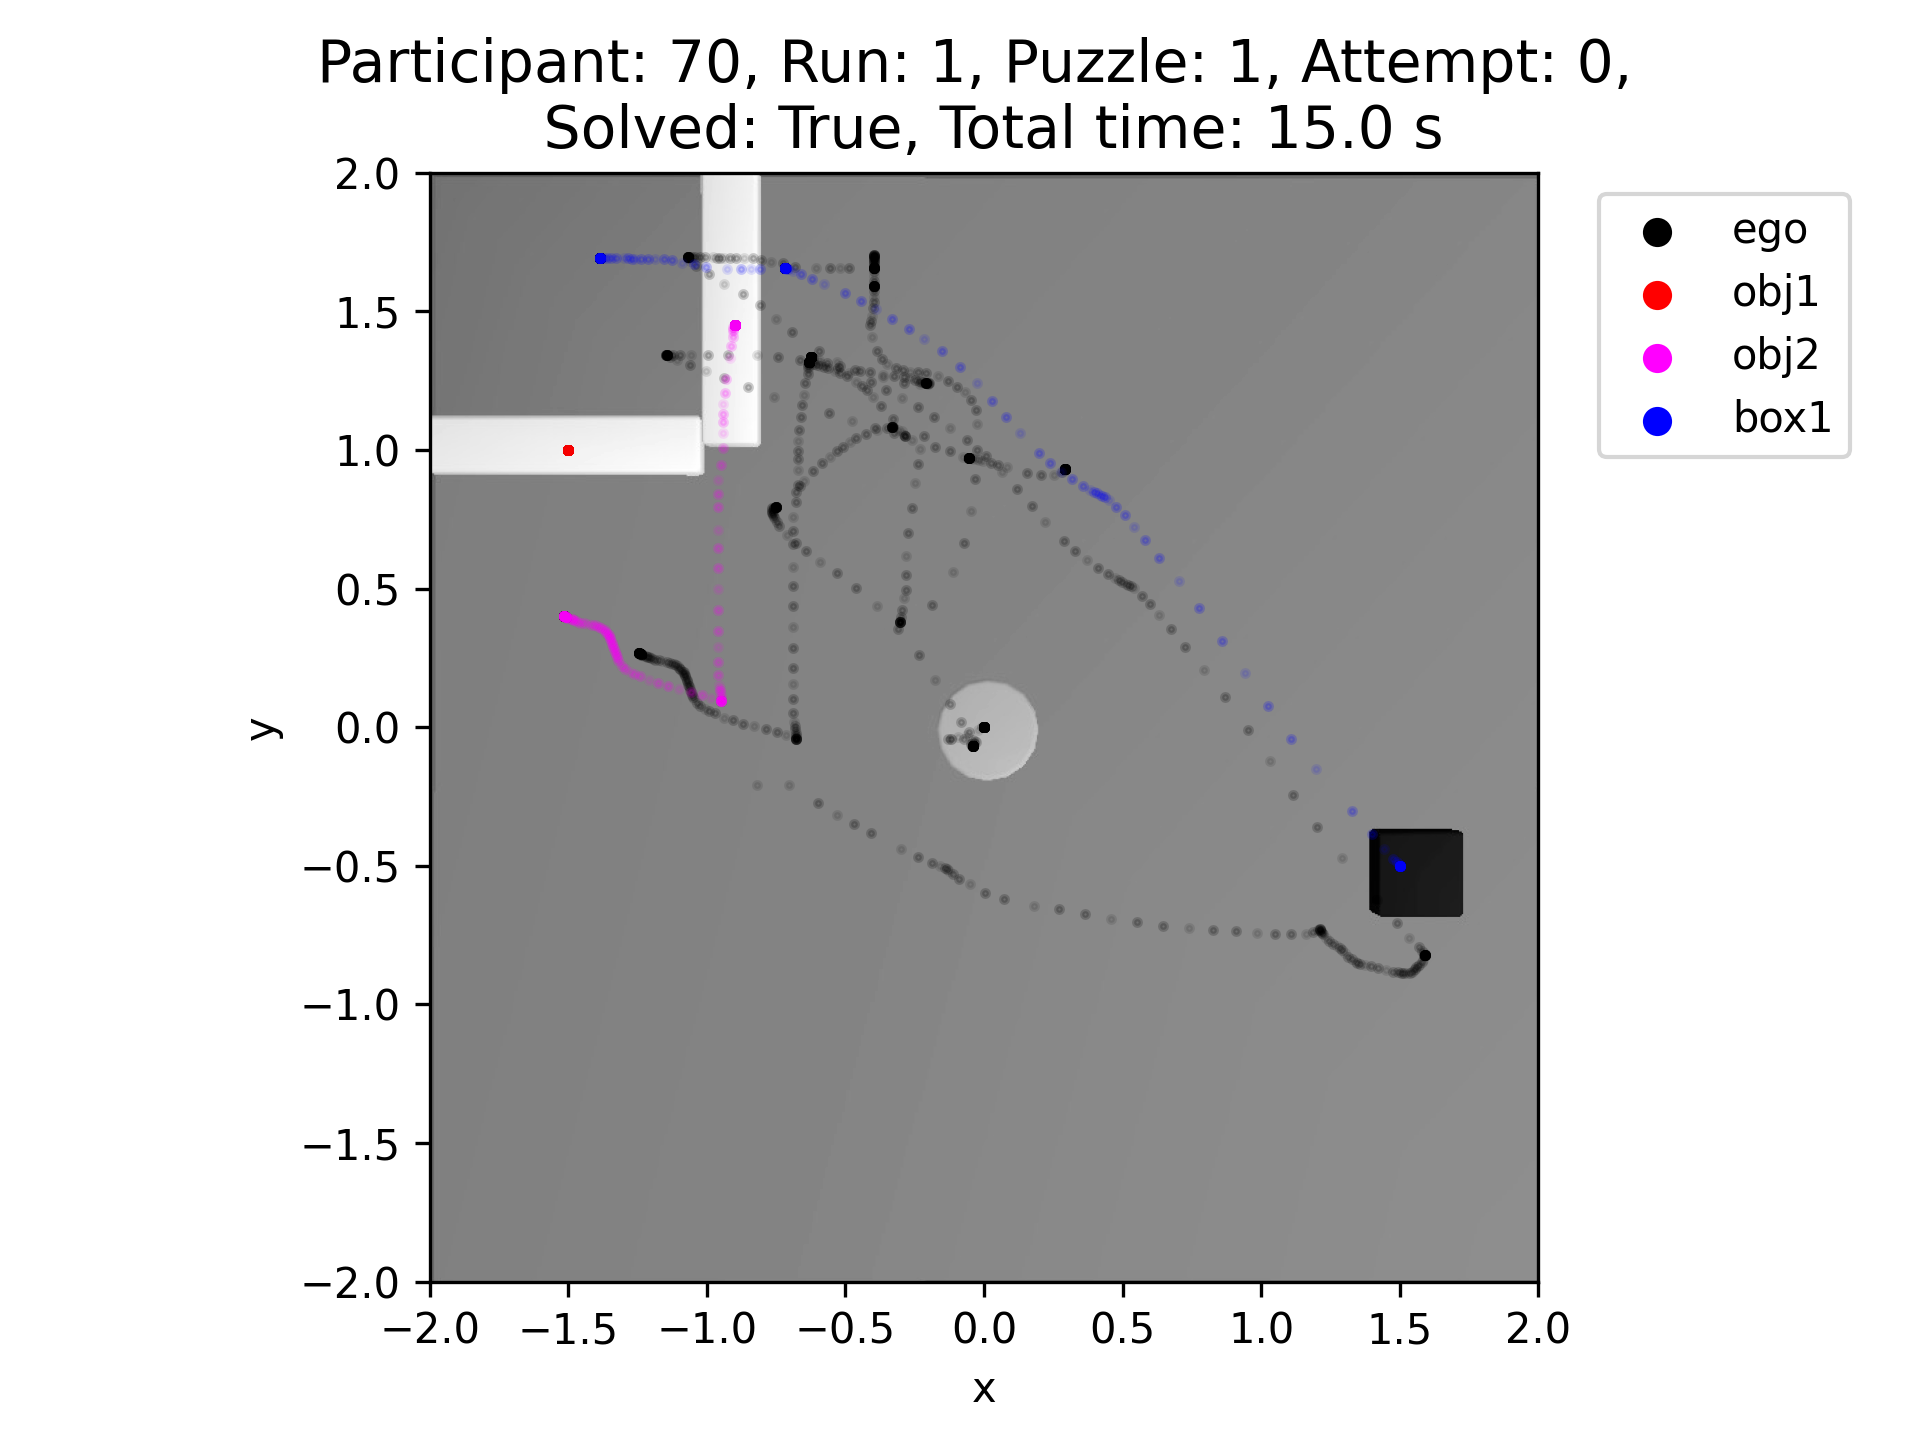 Participant: 70, Run: 1, Puzzle: 1, Attempt: 0,
Solved: True, Total time: 15.0 s
ego
obj1
obj2
box1
2.0
1.5
1.0
0.5
0.0
−0.5
−1.0
−1.5
−2.0
y
−2.0 −1.5 −1.0 −0.5 0.0 0.5 1.0 1.5 2.0
x